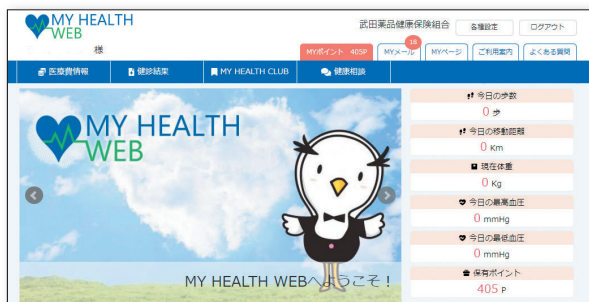 MY HEALTH
WEB
様
武田薬品健康保険組合
各種設定
ログアウト
MYポイント 405P
MYメール
18
MYページ
ご利用案内
よくある質問
医療費情報
健診結果
MY HEALTH CLUB
健康相談
MY HEALTH
WEB
MY HEALTH WEBへようこそ！
今日の歩数
0 歩
今日の移動距離
0 Km
現在体重
0 Kg
今日の最高血圧
0 mmHg
今日の最低血圧
0 mmHg
保有ポイント
405 P